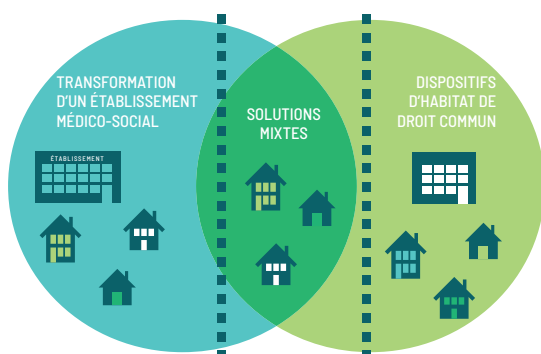 TRANSFORMATION
D'UN ÉTABLISSEMENT
MÉDICO-SOCIAL
ÉTABLISSEMENT
SOLUTIONS
MIXTES
DISPOSITIFS
D'HABITAT DE
DROIT COMMUN